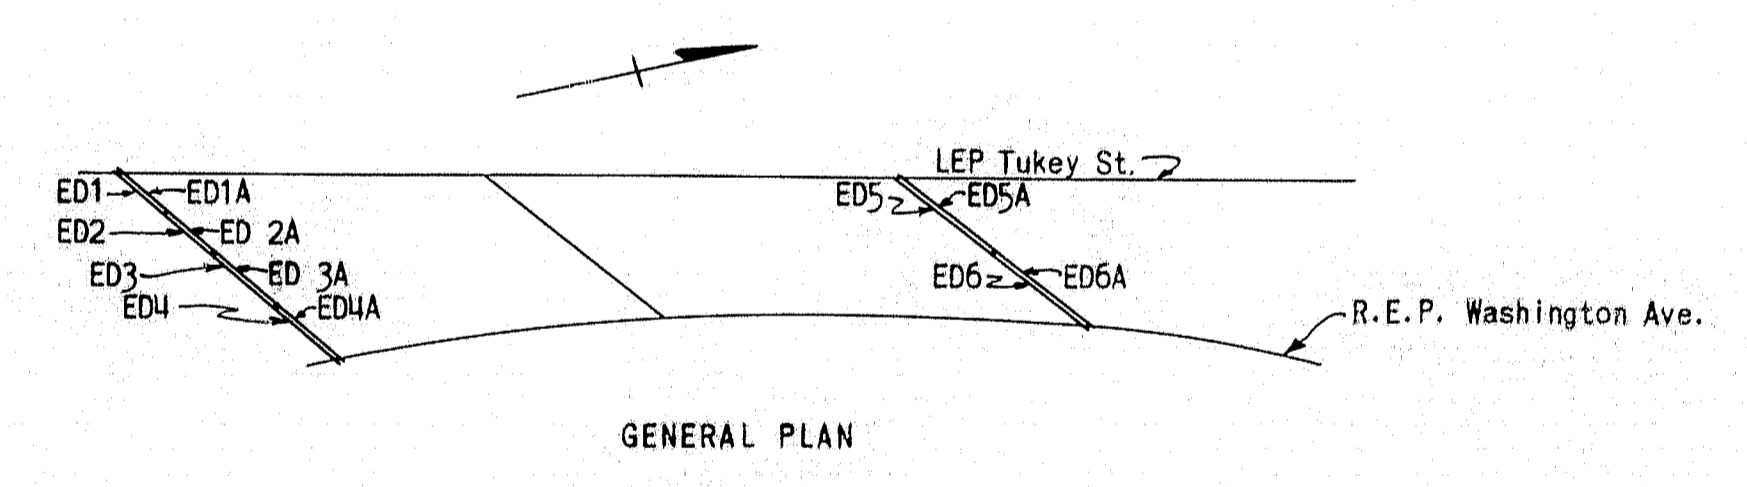 LEP Tukey St.
ED1 ED1A
ED5 ED5A
ED2 ED 2A
ED3 ED 3A
ED6 ED6A
ED4 ED4A
R.E.P. Washington Ave.
GENERAL PLAN